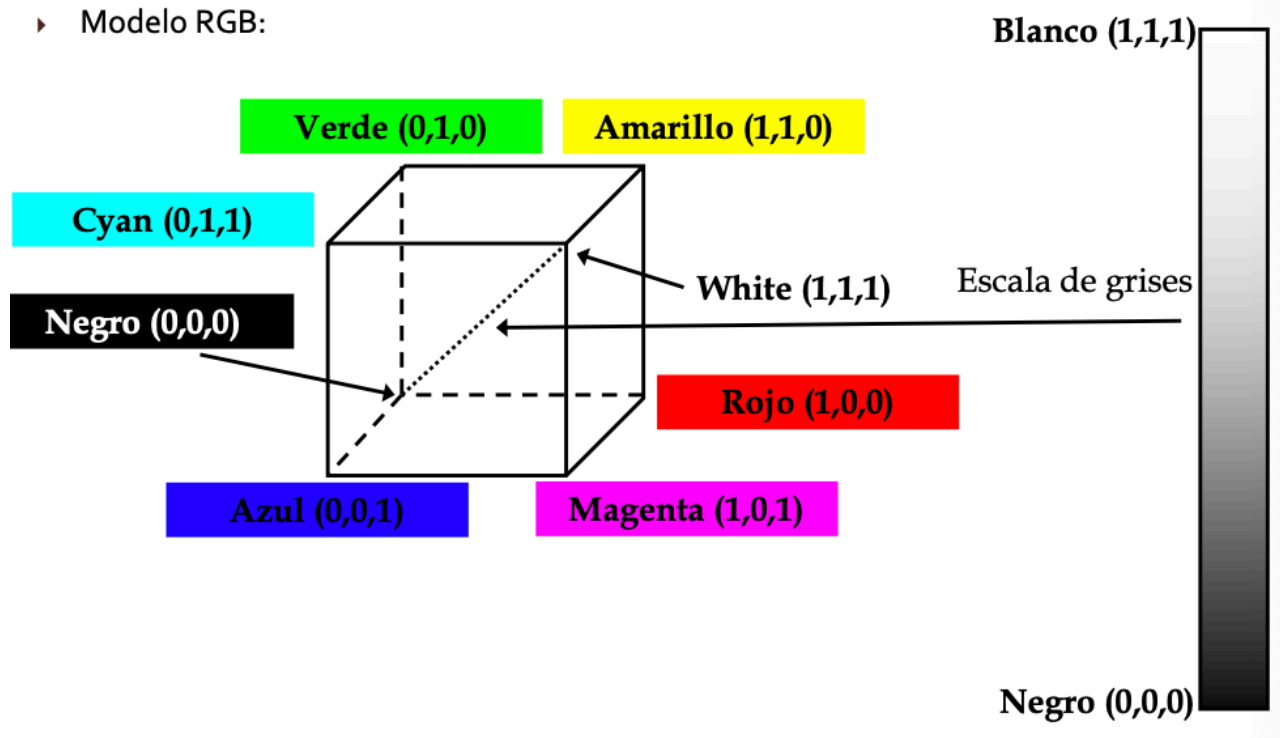 Modelo RGB:
Blanco (1,1,1)
Verde (0,1,0)
Amarillo (1,1,0)
Cyan (0,1,1)
White (1,1,1)
Escala de grises
Negro (0,0,0)
Rojo (1,0,0)
Azul (0,0,1)
Magenta (1,0,1)
Negro (0,0,0)